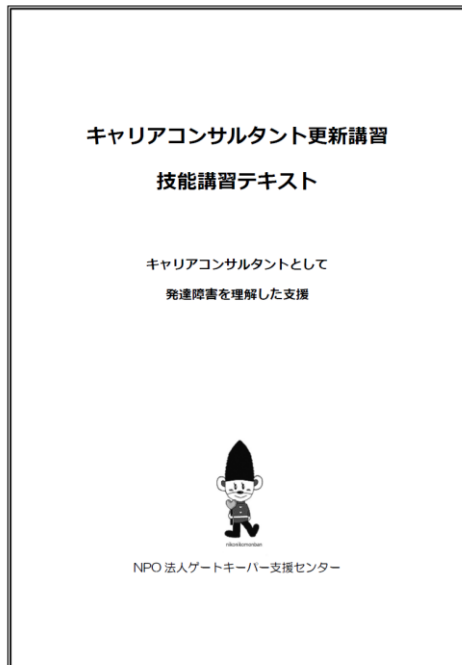 キャリアコンサルタント更新講習
技能講習テキスト
キャリアコンサルタントとして
発達障害を理解した支援
NPO法人ゲートキーパー支援センター